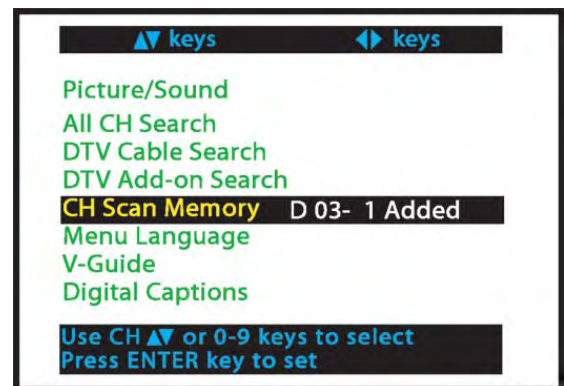 ▲▼ keys ◀▶ keys
Picture/Sound
All CH Search
DTV Cable Search
DTV Add-on Search
CH Scan Memory D 03- 1 Added
Menu Language
V-Guide
Digital Captions
Use CH ▲▼ or 0-9 keys to select
Press ENTER key to set